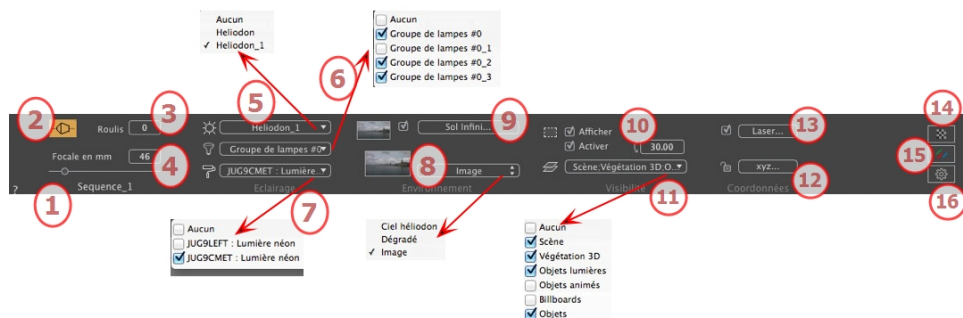 Aucun
Heliodon
✓ Heliodon_1
Aucun
Groupe de lampes #0
Groupe de lampes #0_1
Groupe de lampes #0_2
Groupe de lampes #0_3
6
2
3
5
9
10
13
14
Roulis 0
Heliodon_1
Sol Infini...
Afficher
Laser...
Focale en mm 46
4
Groupe de lampes #0
8
Activer 30.00
15
JUG9CMET : Lumière..
Image
Scène;Végétation 3D;O..
xyz...
12
?
1
Sequence_1
Eclairage
7
Environnement
Visibilité
11
Coordonnées
16
Aucun
JUG9LEFT : Lumière néon
JUG9CMET : Lumière néon
Ciel héliodon
Dégradé
✓ Image
Aucun
Scène
Végétation 3D
Objets lumières
Objets animés
Billboards
Objets